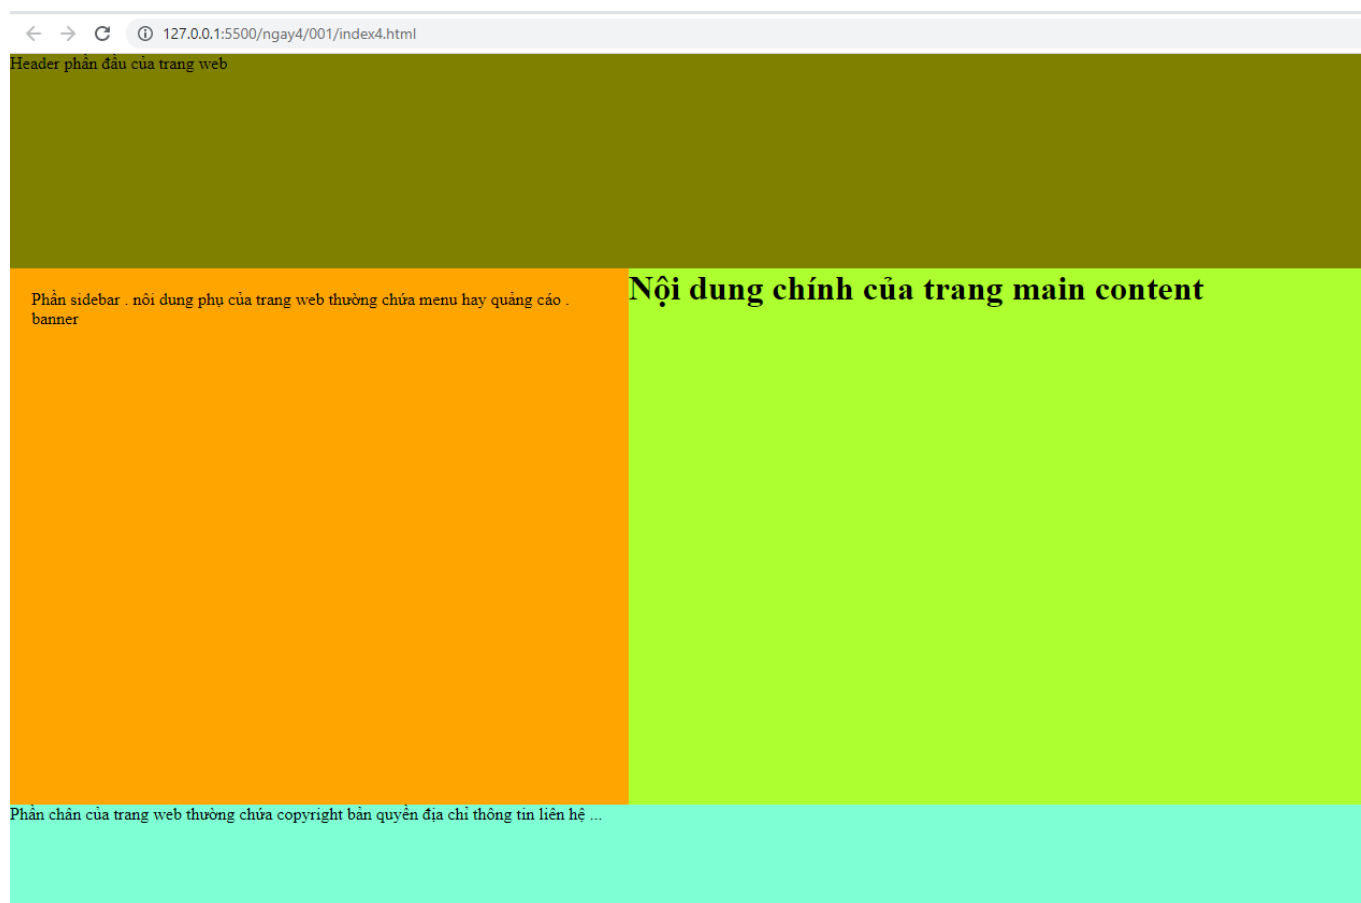 127.0.0.1:5500/ngay4/001/index4.html
Header phần đầu của trang web
Phần sidebar . nôi dung phụ của trang web thường chứa menu hay quảng cáo .
banner
Nội dung chính của trang main content
Phần chân của trang web thường chứa copyright bản quyền địa chỉ thông tin liên hệ ...